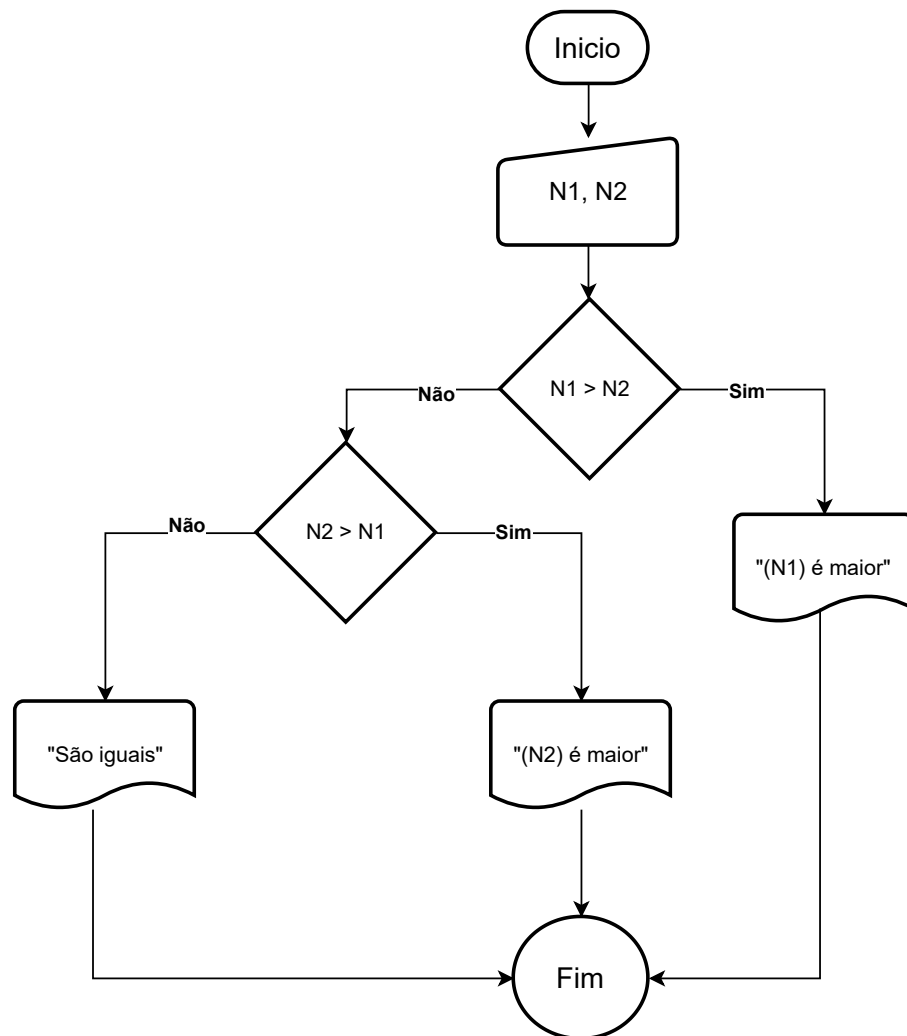 Inicio
N1, N2
N1 > N2
Não
Sim
N2 > N1
Não
Sim
"(N1) é maior"
"São iguais"
"(N2) é maior"
Fim